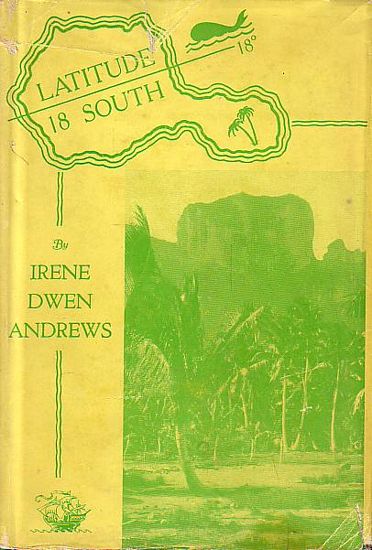 LATITUDE
18 SOUTH
18°
By
IRENE
DWEN
ANDREWS